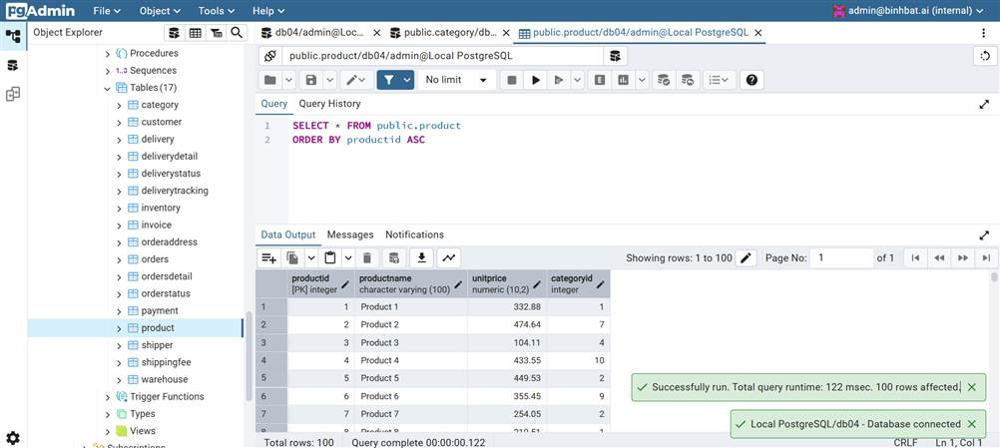 pgAdmin File Object Tools Help admin@binhbat.ai (internal)
Object Explorer
db04/admin@Loc... public.category/db... public.product/db04/admin@Local PostgreSQL
public.product/db04/admin@Local PostgreSQL
No limit
Query Query History
1 SELECT * FROM public.product
2 ORDER BY productid ASC
Procedures
1..3 Sequences
Tables (17)
category
customer
delivery
deliverydetail
deliverystatus
deliverytracking
inventory
invoice
orderaddress
orders
ordersdetail
orderstatus
payment
product
shipper
shippingfee
warehouse
Trigger Functions
Types
Views
Subscriptions
Data Output Messages Notifications
Showing rows: 1 to 100 Page No: 1 of 1
productid productname unitprice categoryid
[PK] integer character varying (100) numeric (10,2) integer
1 1 Product 1 332.88 1
2 2 Product 2 474.64 7
3 3 Product 3 104.11 4
4 4 Product 4 433.55 10
5 5 Product 5 449.53 2
6 6 Product 6 355.45 9
7 7 Product 7 254.05 2
8 8 Product 8 1
Successfully run. Total query runtime: 122 msec. 100 rows affected.
Local PostgreSQL/db04 - Database connected
Total rows: 100 Query complete 00:00:00.122 CRLF Ln 1, Col 1